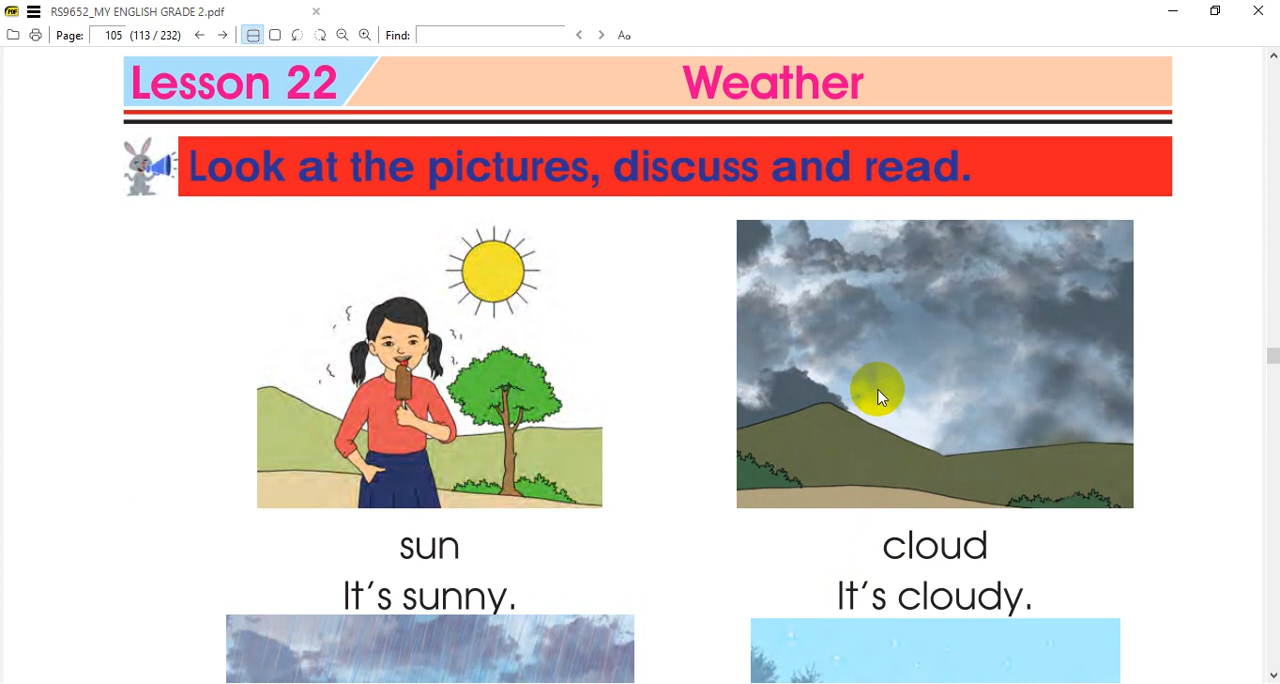 RS9652_MY ENGLISH GRADE 2.pdf
Page: 105 (113 / 232) Find: Aa
Lesson 22 Weather
Look at the pictures, discuss and read.
sun cloud
It's sunny. It's cloudy.